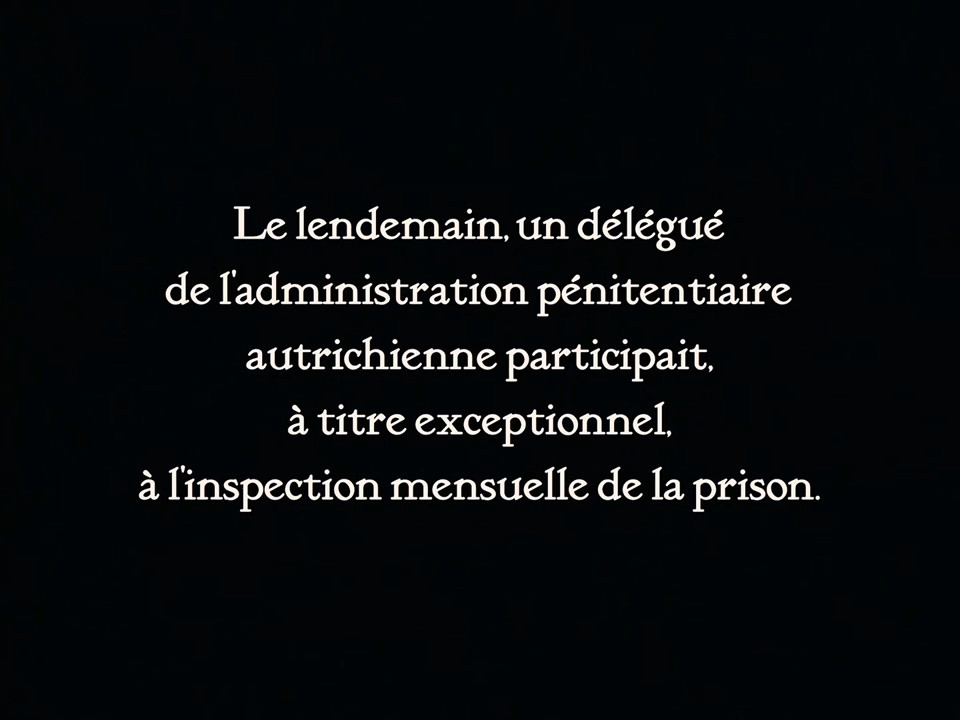 Le lendemain, un délégué
de l'administration pénitentiaire
autrichienne participait,
à titre exceptionnel,
à l'inspection mensuelle de la prison.